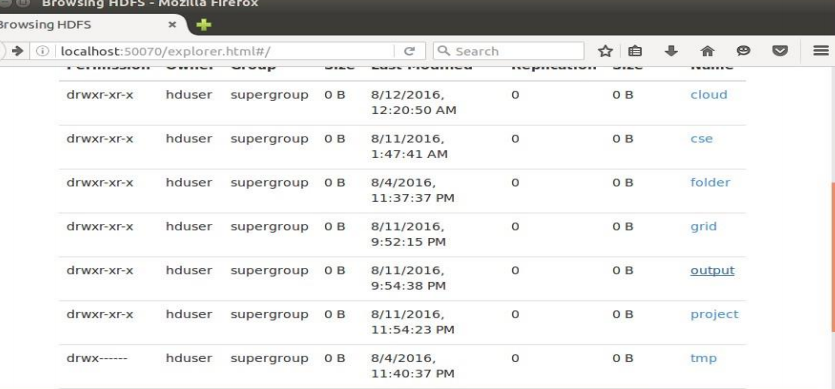 Browsing HDFS - Mozilla Firefox
Browsing HDFS ×
localhost:50070/explorer.html#/ Search
Permission Owner Group Size Last Modified Replication Size Name
drwxr-xr-x hduser supergroup 0 B 8/12/2016, 0 0 B cloud
12:20:50 AM
drwxr-xr-x hduser supergroup 0 B 8/11/2016, 0 0 B cse
1:47:41 AM
drwxr-xr-x hduser supergroup 0 B 8/4/2016, 0 0 B folder
11:37:37 PM
drwxr-xr-x hduser supergroup 0 B 8/11/2016, 0 0 B grid
9:52:15 PM
drwxr-xr-x hduser supergroup 0 B 8/11/2016, 0 0 B output
9:54:38 PM
drwxr-xr-x hduser supergroup 0 B 8/11/2016, 0 0 B project
11:54:23 PM
drwx------ hduser supergroup 0 B 8/4/2016, 0 0 B tmp
11:40:37 PM